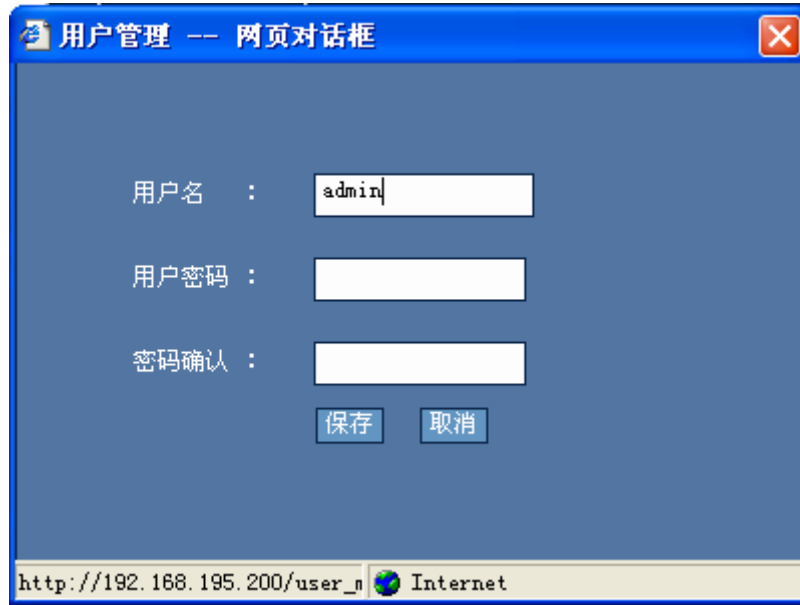 用户管理 -- 网页对话框
用户名 : admin
用户密码 :
密码确认 :
保存 取消
http://192.168.195.200/user_m Internet